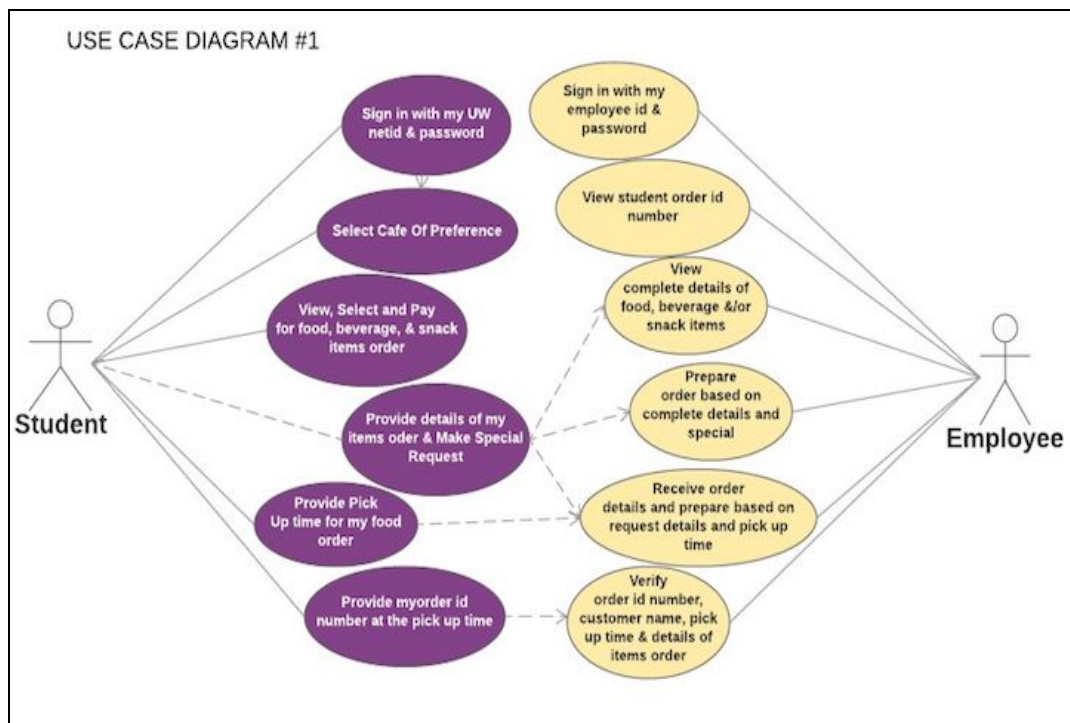 USE CASE DIAGRAM #1
Sign in with my UW
netid & password
Select Cafe Of Preference
View, Select and Pay
for food, beverage, & snack
items order
Provide details of my
items oder & Make Special
Request
Provide Pick
Up time for my food
order
Provide myorder id
number at the pick up time
Student
Sign in with my
employee id &
password
View student order id
number
View
complete details of
food, beverage &/or
snack items
Prepare
order based on
complete details and
special
Receive order
details and prepare based on
request details and pick up
time
Verify
order id number,
customer name, pick
up time & details of
items order
Employee